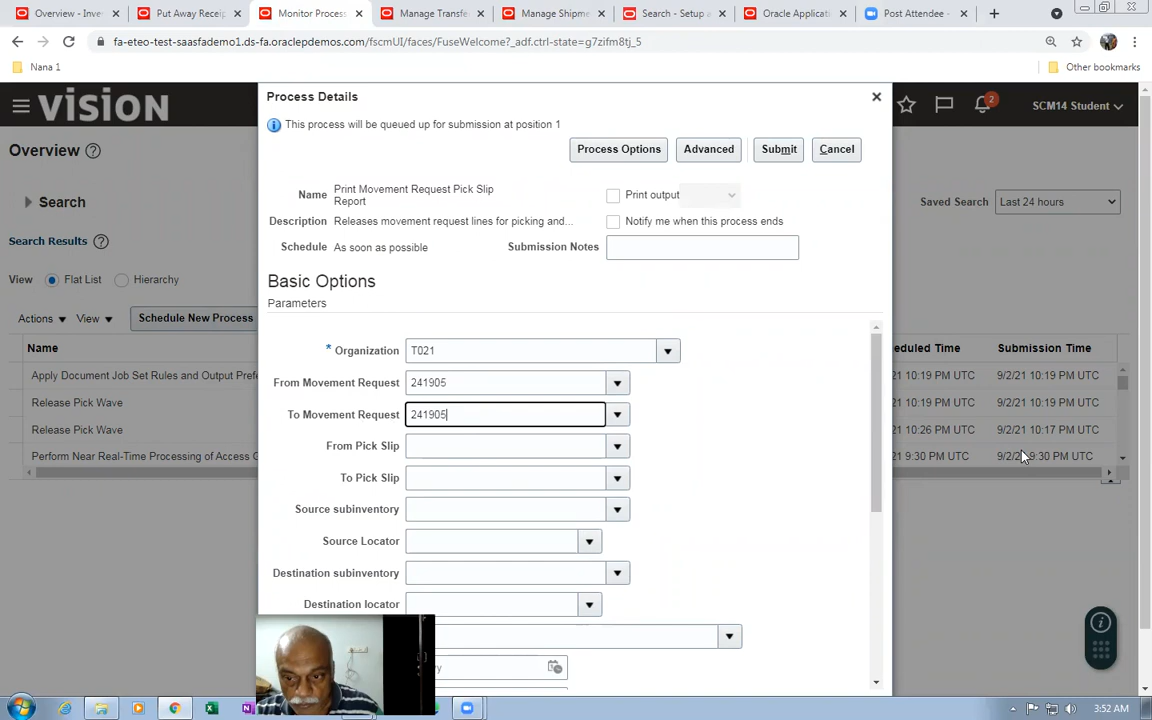 Overview - Inve
Put Away Receip
Monitor Process
Manage Transfe
Manage Shipme
Search - Setup a
Oracle Applicati
Post Attendee -
fa-eteo-test-saasfademo1.ds-fa.oraclepdemos.com/fscmUI/faces/FuseWelcome?_adf.ctrl-state=g7zifm8tj_5
Nana 1
Other bookmarks
VISION
2
SCM14 Student
Overview
Search
Saved Search
Last 24 hours
Search Results
View
Flat List
Hierarchy
Actions
View
Schedule New Process
Name
eduled Time
Submission Time
Apply Document Job Set Rules and Output Prefe
21 10:19 PM UTC
9/2/21 10:19 PM UTC
Release Pick Wave
21 10:19 PM UTC
9/2/21 10:19 PM UTC
Release Pick Wave
21 10:26 PM UTC
9/2/21 10:17 PM UTC
Perform Near Real-Time Processing of Access G
21 9:30 PM UTC
9/2/21 9:30 PM UTC
Process Details
This process will be queued up for submission at position 1
Process Options
Advanced
Submit
Cancel
Name
Print Movement Request Pick Slip
Report
Print output
Description
Releases movement request lines for picking and...
Notify me when this process ends
Schedule
As soon as possible
Submission Notes
Basic Options
Parameters
* Organization
T021
From Movement Request
241905
To Movement Request
241905
From Pick Slip
To Pick Slip
Source subinventory
Source Locator
Destination subinventory
Destination locator
3:52 AM